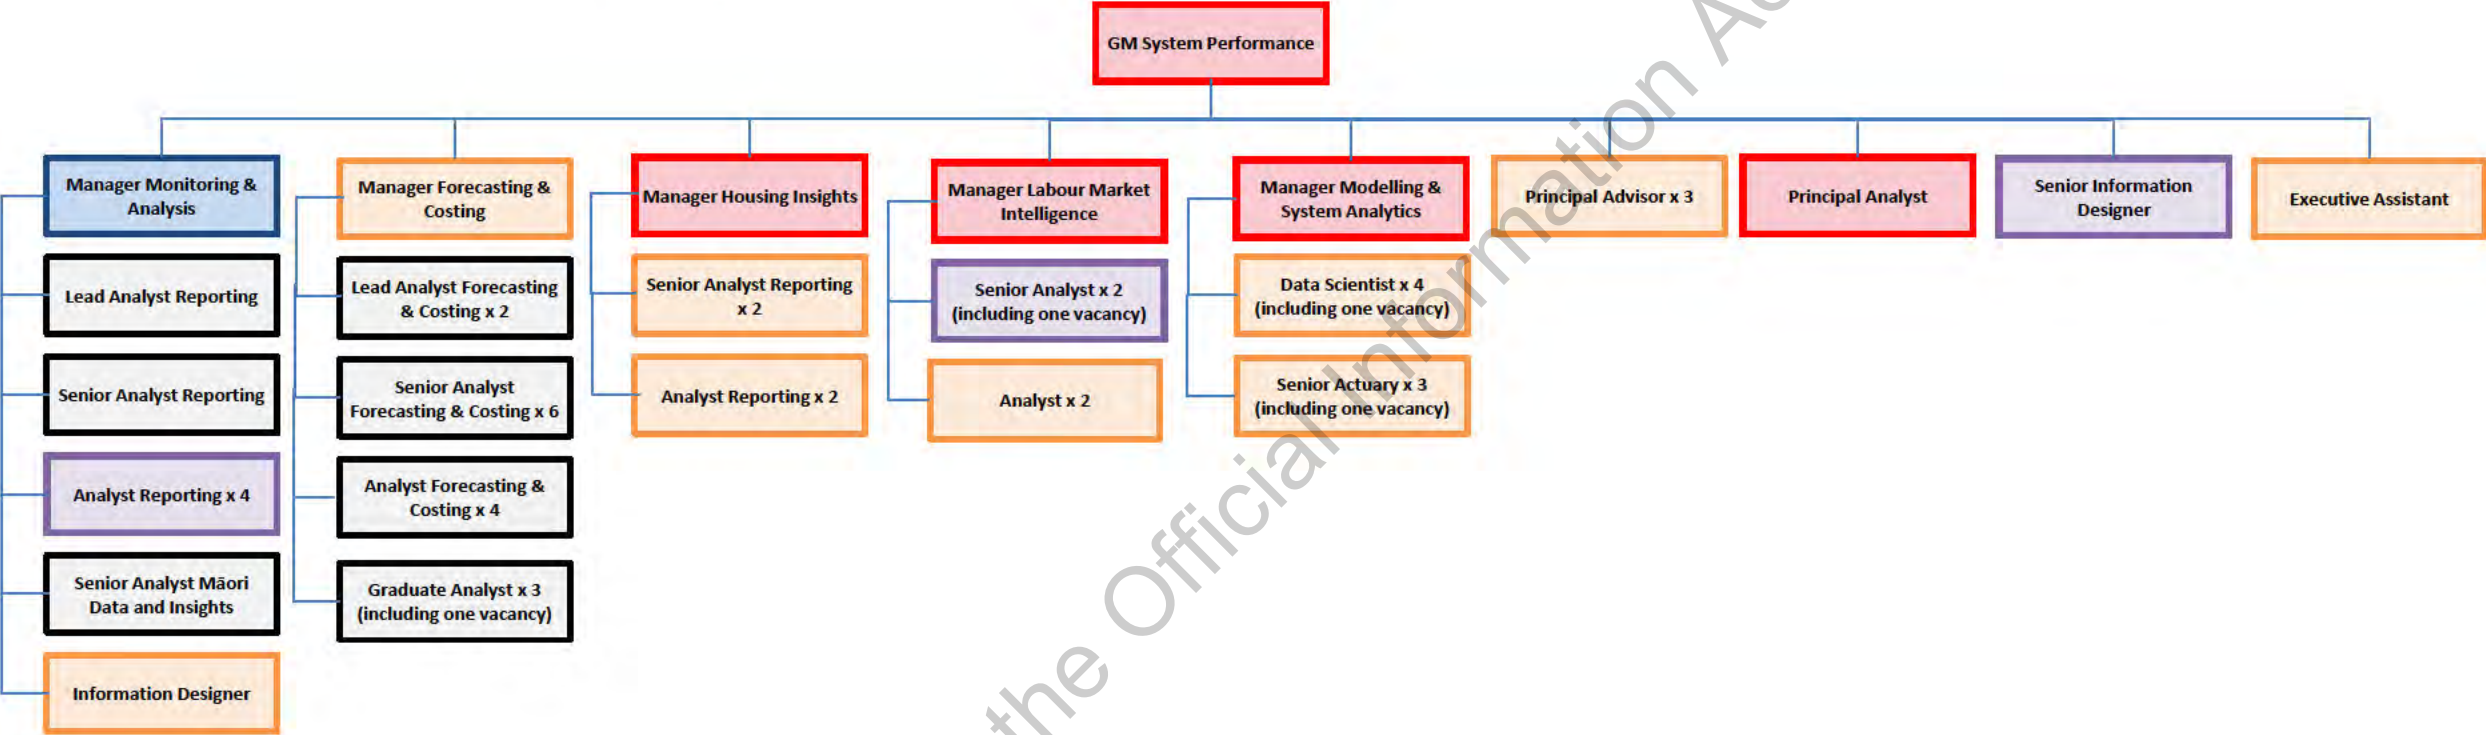 GM System Performance
Manager Monitoring &
Analysis
Lead Analyst Reporting
Senior Analyst Reporting
Analyst Reporting x 4
Senior Analyst Māori
Data and Insights
Information Designer
Manager Forecasting &
Costing
Lead Analyst Forecasting
& Costing x 2
Senior Analyst
Forecasting & Costing x 6
Analyst Forecasting &
Costing x 4
Graduate Analyst x 3
(including one vacancy)
Manager Housing Insights
Senior Analyst Reporting
x 2
Analyst Reporting x 2
Manager Labour Market
Intelligence
Senior Analyst x 2
(including one vacancy)
Analyst x 2
Manager Modelling &
System Analytics
Data Scientist x 4
(including one vacancy)
Senior Actuary x 3
(including one vacancy)
Principal Advisor x 3
Principal Analyst
Senior Information
Designer
Executive Assistant
the Official Information